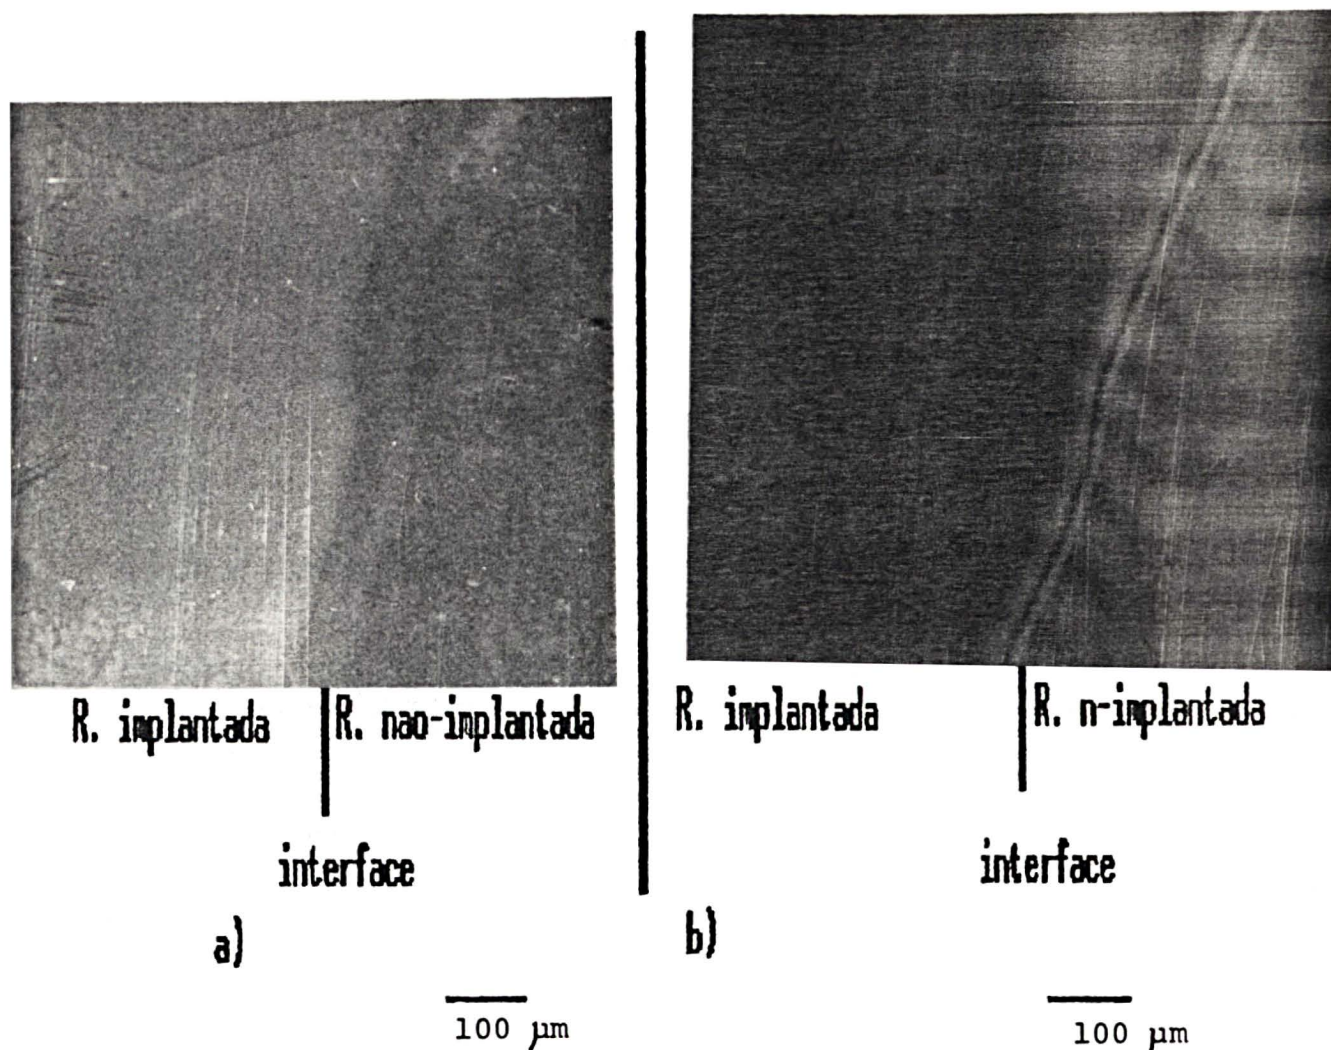 R. implantada
R. nao-implantada
interface
a)
100 µm
R. implantada
R. n-implantada
interface
b)
100 µm